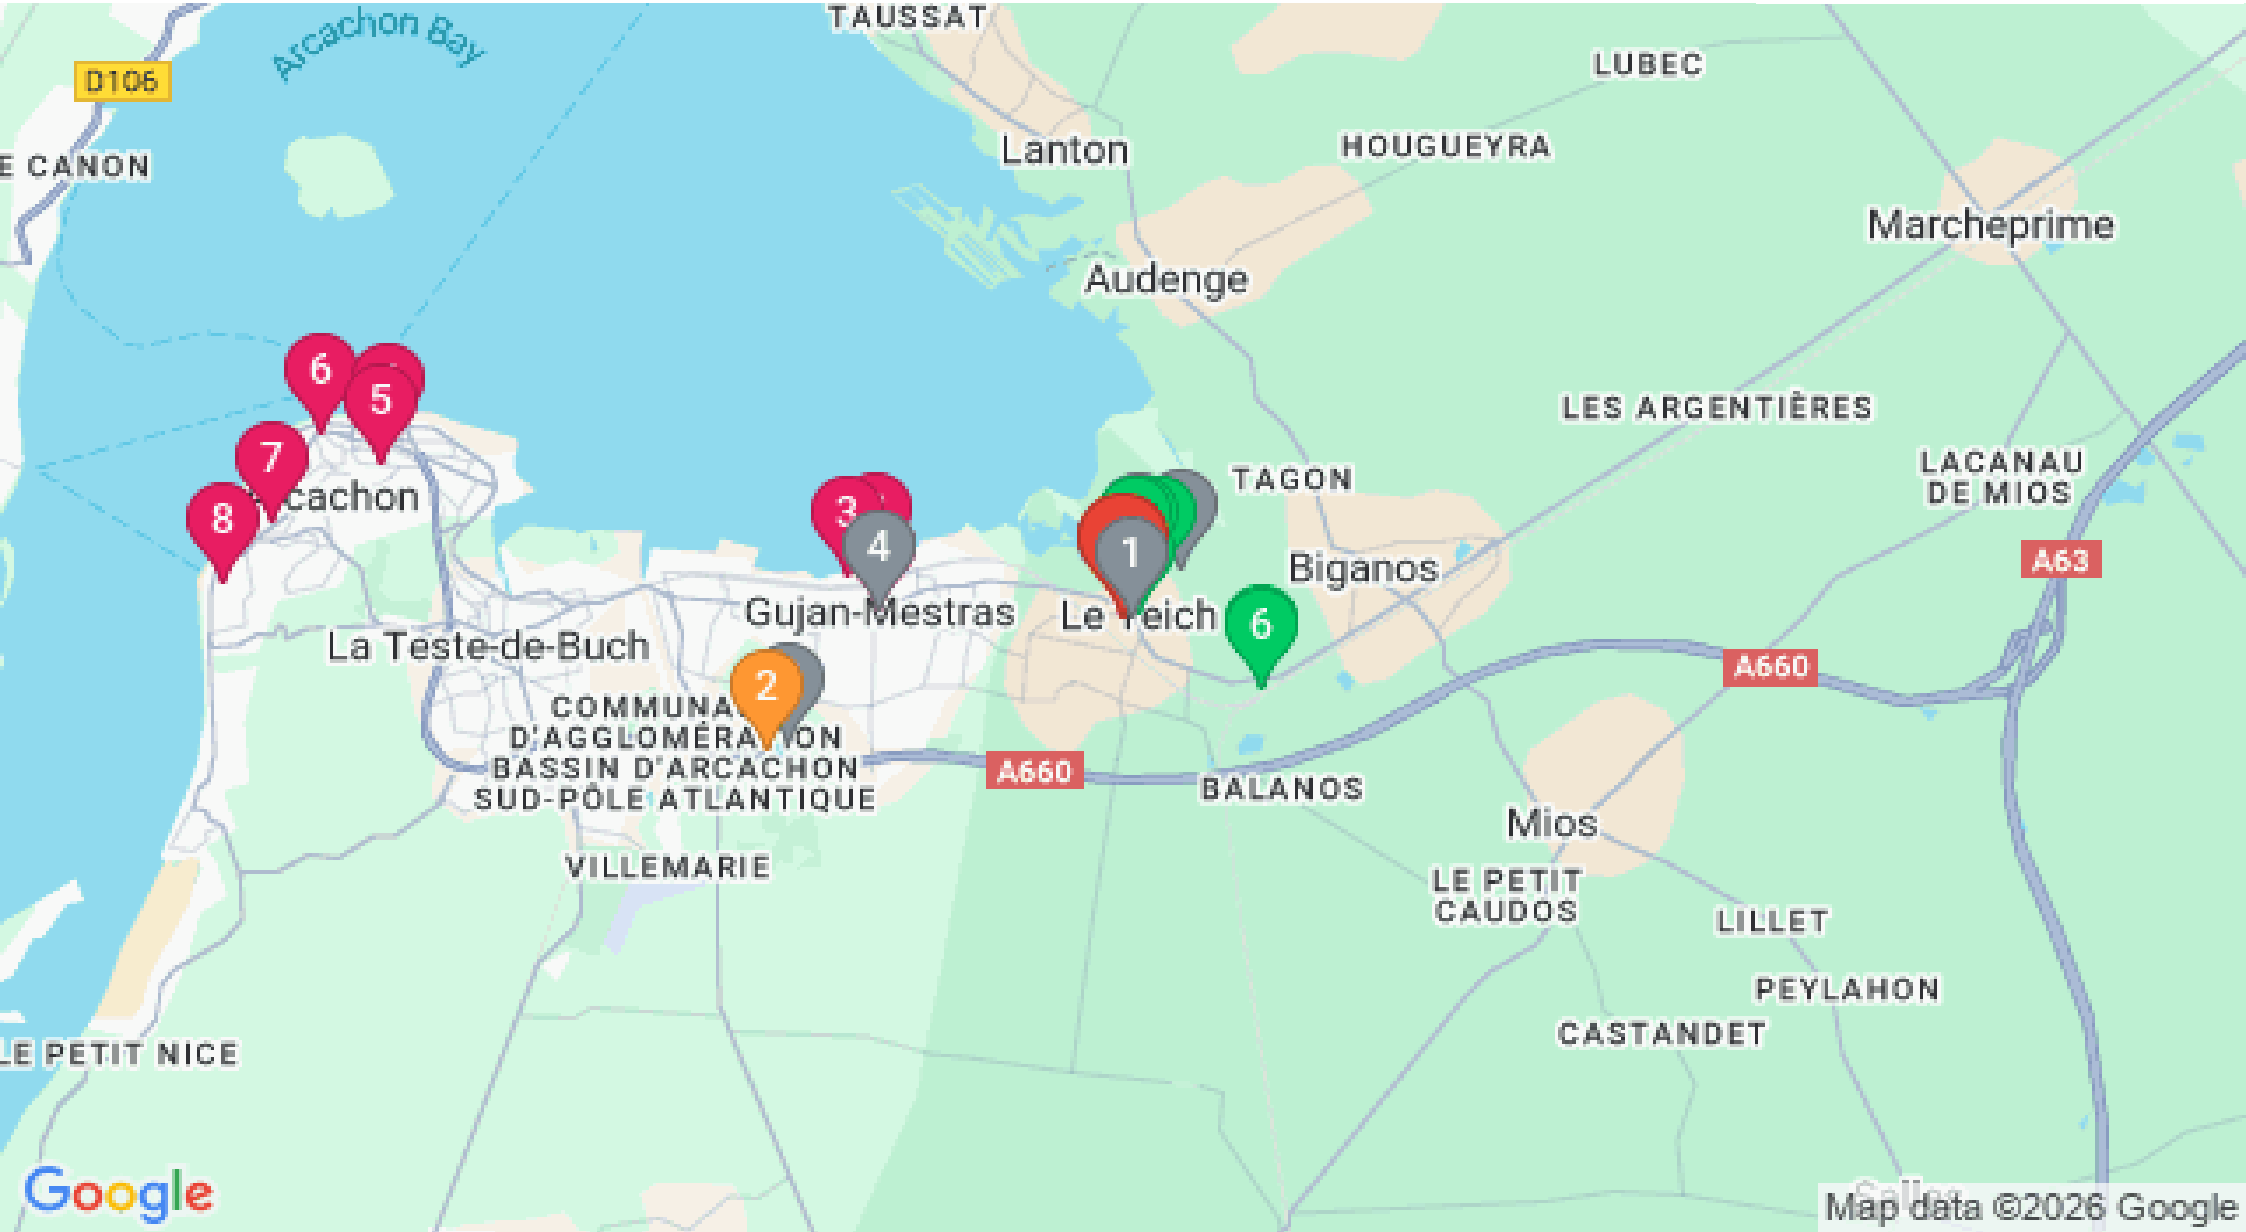 TAUSSAT
Arcachon Bay
LUBEC
D106
Lanton
HOUGUEYRA
E CANON
Marcheprime
Audenge
6
5
LES ARGENTIÈRES
7
cachon
TAGON
LACANAU
DE MIOS
8
3
4
1
A63
Biganos
Gujan-Mestras
Le Teich
6
La Teste-de-Buch
A660
2
COMMUNA
D'AGGLOMÉRATION
BASSIN D'ARCACHON
SUD-PÔLE ATLANTIQUE
A660
BALANOS
Mios
VILLEMARIE
LE PETIT
CAUDOS
LILLET
PEYLAHON
CASTANDET
LE PETIT NICE
Google
Map data ©2026 Google